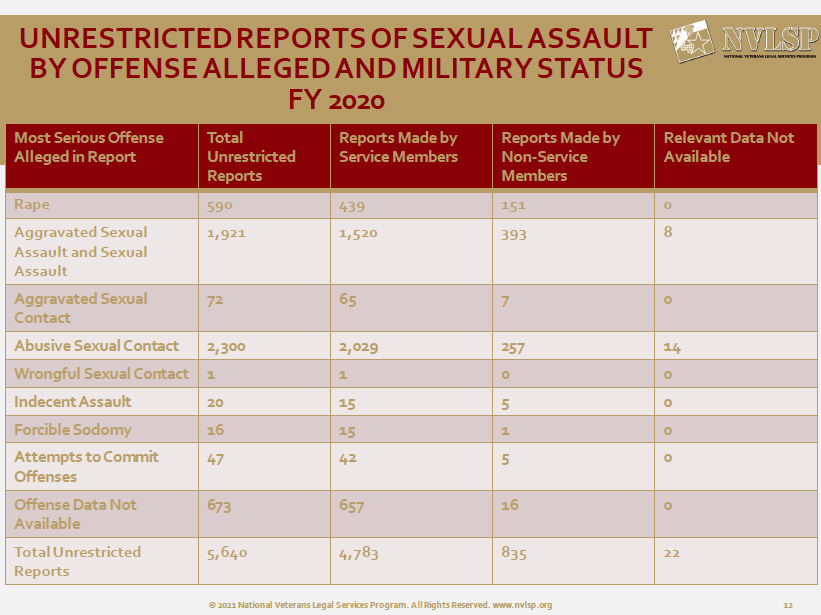 UNRESTRICTED REPORTS OF SEXUAL ASSAULT
BY OFFENSE ALLEGED AND MILITARY STATUS
FY 2020
NVLSP
NATIONAL VETERANS LEGAL SERVICES PROGRAM
Most Serious Offense
Alleged in Report
Total
Unrestricted
Reports
Reports Made by
Service Members
Reports Made by
Non-Service
Members
Relevant Data Not
Available
Rape 590 439 151 0
Aggravated Sexual
Assault and Sexual
Assault
1,921 1,520 393 8
Aggravated Sexual
Contact
72 65 7 0
Abusive Sexual Contact 2,300 2,029 257 14
Wrongful Sexual Contact 1 1 0 0
Indecent Assault 20 15 5 0
Forcible Sodomy 16 15 1 0
Attempts to Commit
Offenses
47 42 5 0
Offense Data Not
Available
673 657 16 0
Total Unrestricted
Reports
5,640 4,783 835 22
© 2021 National Veterans Legal Services Program. All Rights Reserved. www.nvlsp.org 12